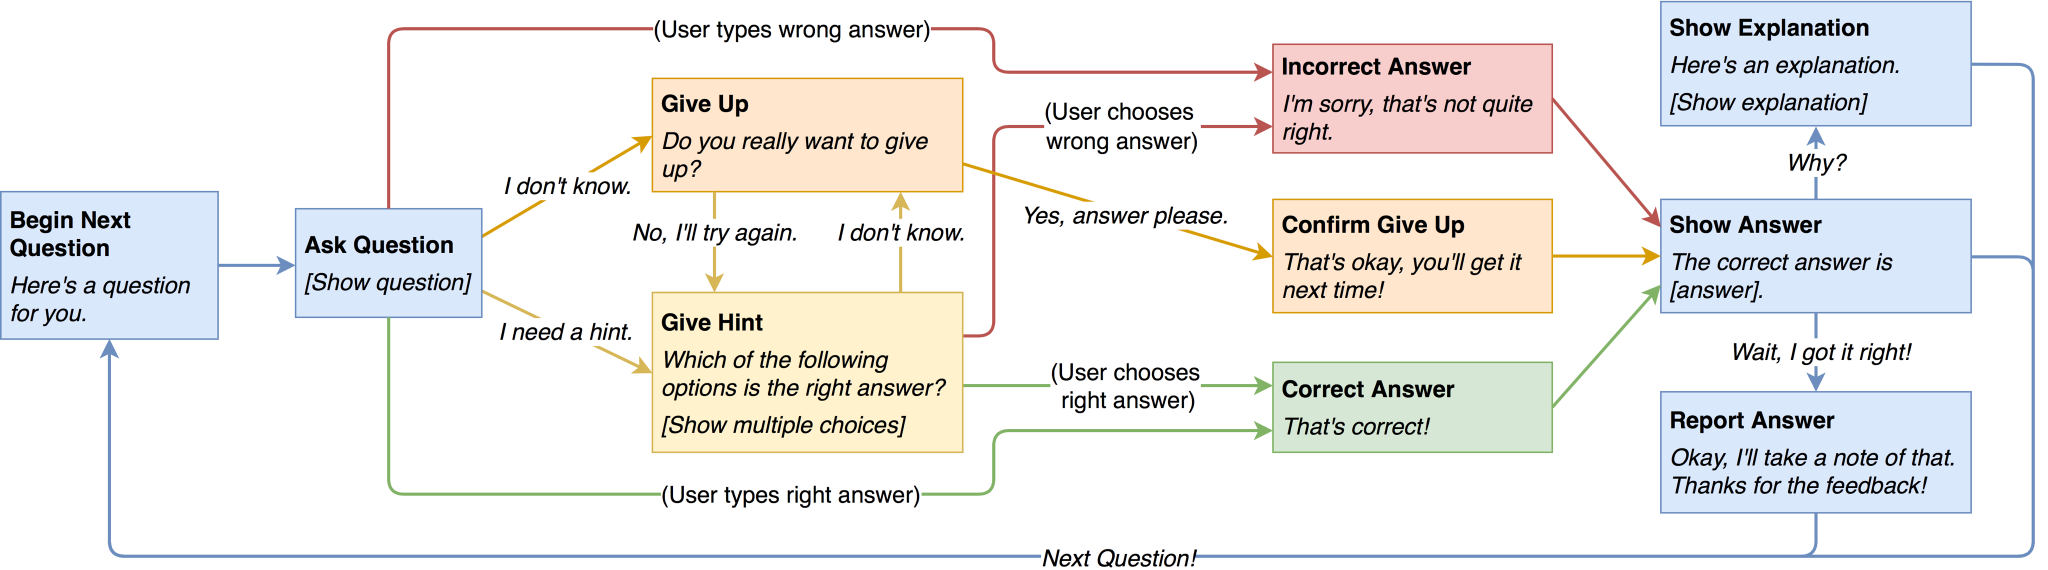 Begin Next
Question
Here's a question
for you.
Ask Question
[Show question]
(User types wrong answer)
I don't know.
I need a hint.
(User types right answer)
Give Up
Do you really want to give
up?
No, I'll try again.
I don't know.
Give Hint
Which of the following
options is the right answer?
[Show multiple choices]
(User chooses
wrong answer)
Yes, answer please.
(User chooses
right answer)
Incorrect Answer
I'm sorry, that's not quite
right.
Confirm Give Up
That's okay, you'll get it
next time!
Correct Answer
That's correct!
Show Explanation
Here's an explanation.
[Show explanation]
Why?
Show Answer
The correct answer is
[answer].
Wait, I got it right!
Report Answer
Okay, I'll take a note of that.
Thanks for the feedback!
Next Question!